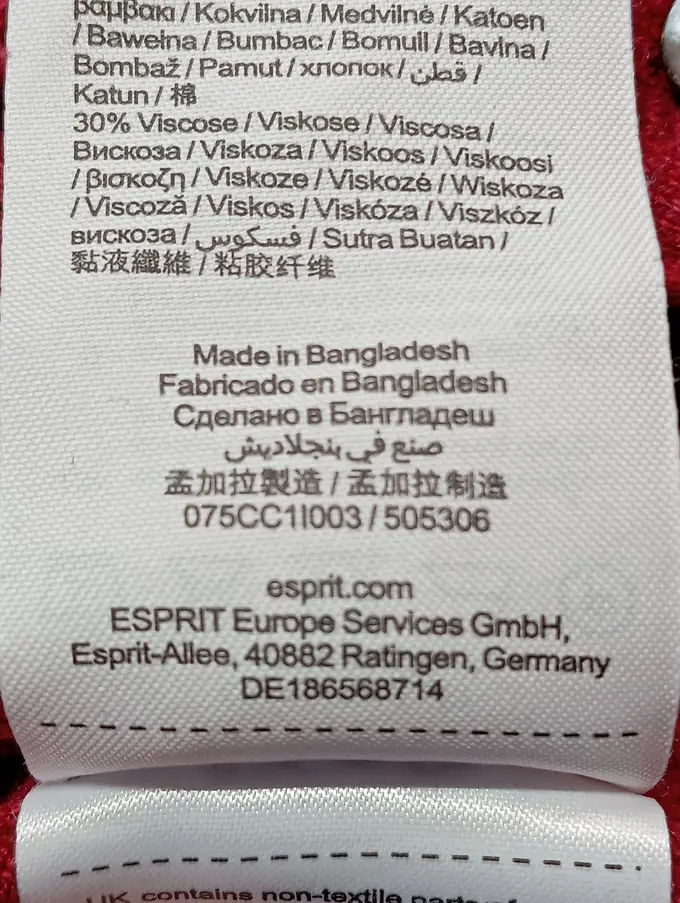 βαμβακι / Kokvilna / Medvilnė / Katoen
/ Bawełna / Bumbac / Bomull / Bavlna /
Bombaž / Pamut / хлопок / قطن /
Katun / 棉
30% Viscose / Viskose / Viscosa /
Вискоза / Viskoza / Viskoos / Viskoosi
/ βισκοζη / Viskoze / Viskozė / Wiskoza
/ Viscoză / Viskos / Viskóza / Viszkóz /
вискоза / فسكوس / Sutra Buatan /
黏液纖維 / 粘胶纤维
Made in Bangladesh
Fabricado en Bangladesh
Сделано в Бангладеш
صنع في بنجلاديش
孟加拉製造 / 孟加拉制造
075CC1I003 / 505306
esprit.com
ESPRIT Europe Services GmbH,
Esprit-Allee, 40882 Ratingen, Germany
DE186568714
UK contains non-textile parts of